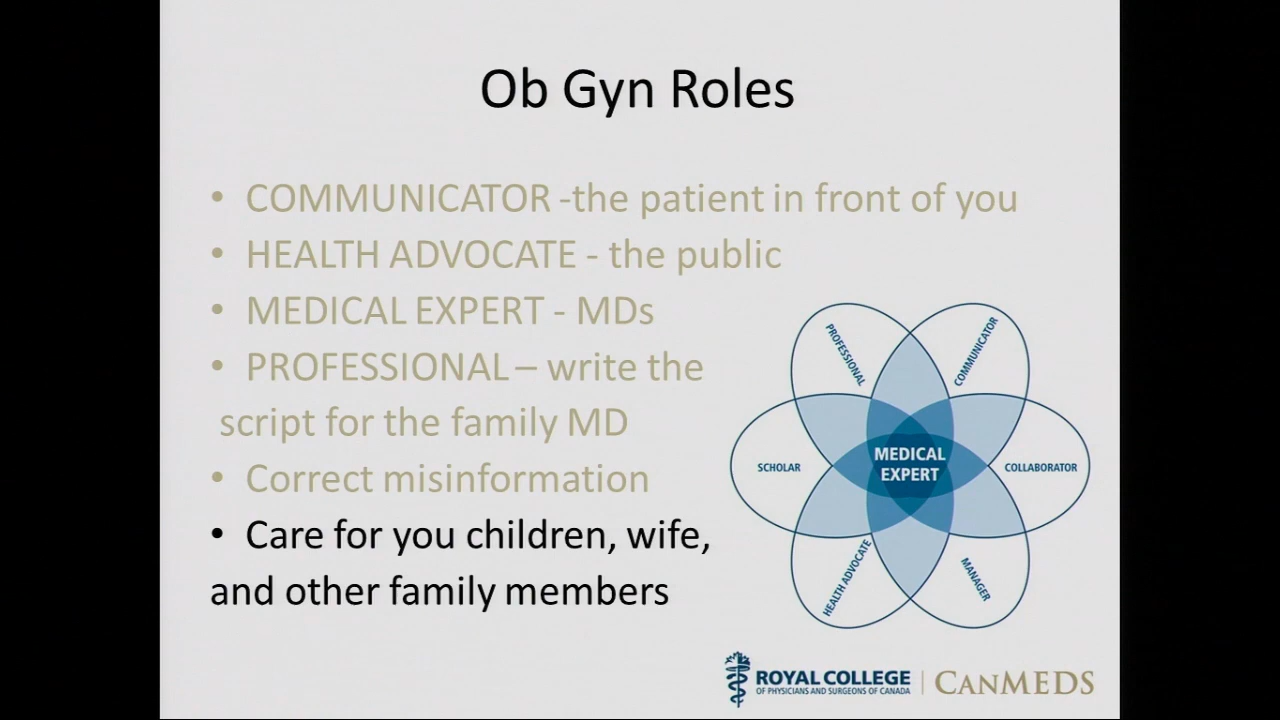 Ob Gyn Roles
• COMMUNICATOR -the patient in front of you
• HEALTH ADVOCATE - the public
• MEDICAL EXPERT - MDs
• PROFESSIONAL – write the
script for the family MD
• Correct misinformation
• Care for you children, wife,
and other family members
PROFESSIONAL
COMMUNICATOR
SCHOLAR
MEDICAL
EXPERT
COLLABORATOR
HEALTH ADVOCATE
MANAGER
ROYAL COLLEGE
OF PHYSICIANS AND SURGEONS OF CANADA
CANMEDS